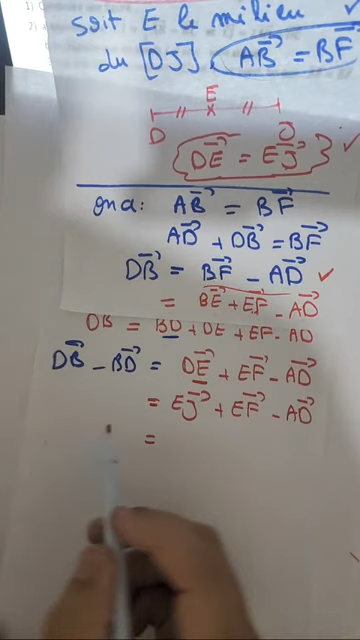 soit E le milieu
du [DJ]. AB⃗ = BF⃗
E
D J
DE⃗ = EJ⃗
on a : AB⃗ = BF⃗
AD⃗ + DB⃗ = BF⃗
DB⃗ = BF⃗ - AD⃗
= BE⃗ + EF⃗ - AD⃗
DB = BD + DE + EF - AD
DB⃗ - BD⃗ = DE⃗ + EF⃗ - AD⃗
= EJ⃗ + EF⃗ - AD⃗
=